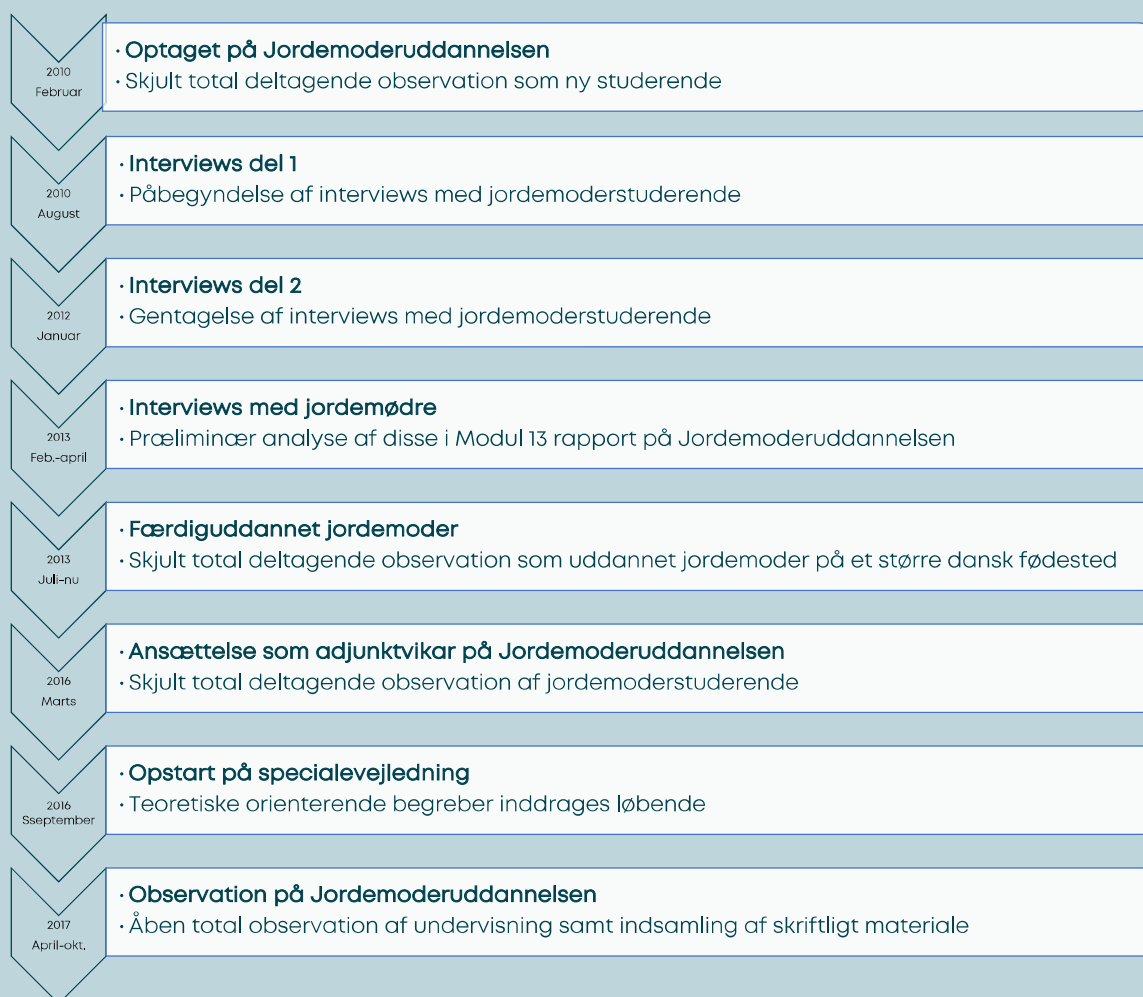 2010
Februar
· Optaget på Jordemoderuddannelsen
· Skjult total deltagende observation som ny studerende
2010
August
· Interviews del 1
· Påbegyndelse af interviews med jordemoderstuderende
2012
Januar
· Interviews del 2
· Gentagelse af interviews med jordemoderstuderende
2013
Feb.-april
· Interviews med jordemødre
· Præliminær analyse af disse i Modul 13 rapport på Jordemoderuddannelsen
2013
Juli-nu
· Færdiguddannet jordemoder
· Skjult total deltagende observation som uddannet jordemoder på et større dansk fødested
2016
Marts
· Ansættelse som adjunktvikar på Jordemoderuddannelsen
· Skjult total deltagende observation af jordemoderstuderende
2016
Sseptember
· Opstart på specialevejledning
· Teoretiske orienterende begreber inddrages løbende
2017
April-okt.
· Observation på Jordemoderuddannelsen
· Åben total observation af undervisning samt indsamling af skriftligt materiale